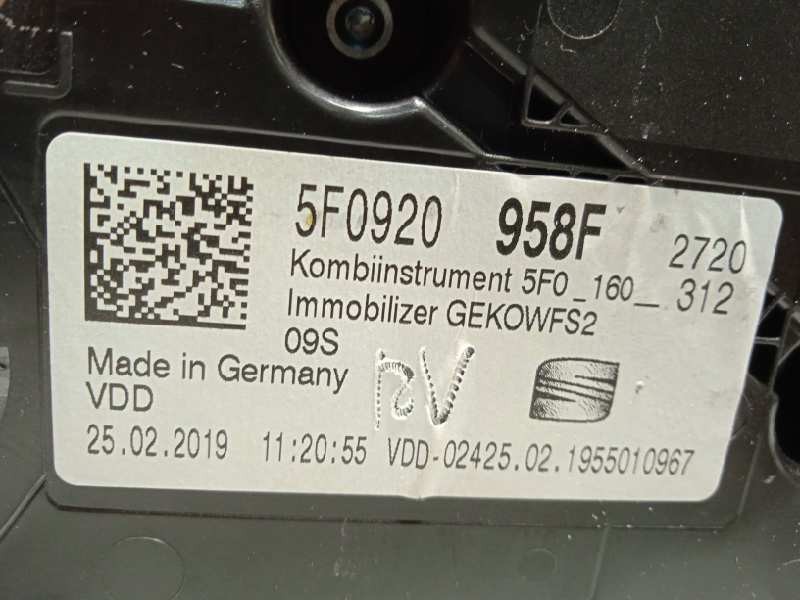 5F0920 958F 2720
Kombiinstrument 5F0_160__ 312
Immobilizer GEKOWFS2
09S
Made in Germany
VDD
25.02.2019 11:20:55 VDD-02425.02.1955010967